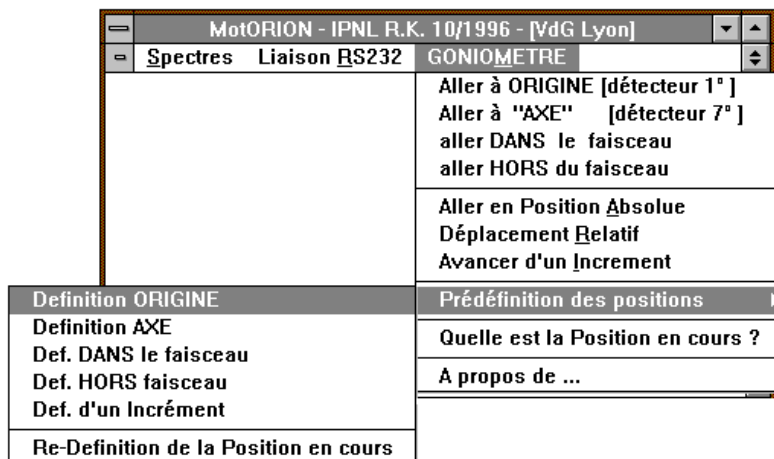 MotORION - IPNL R.K. 10/1996 - [VdG Lyon]
Spectres Liaison RS232 GONIOMETRE
Aller à ORIGINE [détecteur 1° ]
Aller à "AXE" [détecteur 7° ]
aller DANS le faisceau
aller HORS du faisceau
Aller en Position Absolue
Déplacement Relatif
Avancer d'un Increment
Prédéfinition des positions
Quelle est la Position en cours ?
A propos de ...
Definition ORIGINE
Definition AXE
Def. DANS le faisceau
Def. HORS faisceau
Def. d'un Incrément
Re-Definition de la Position en cours